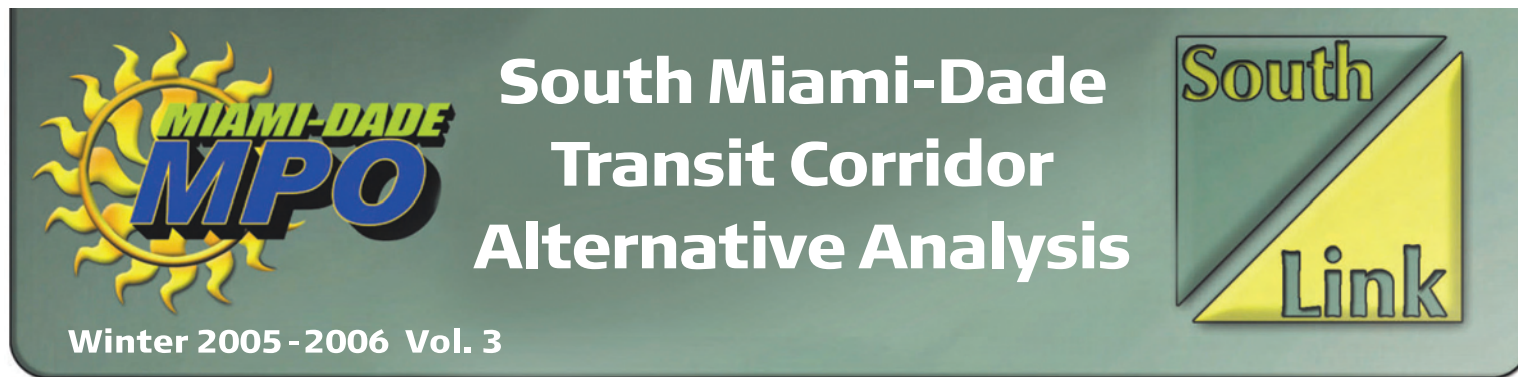 MIAMI-DADE
MPO
South Miami-Dade
Transit Corridor
Alternative Analysis
South
Link
Winter 2005-2006 Vol. 3